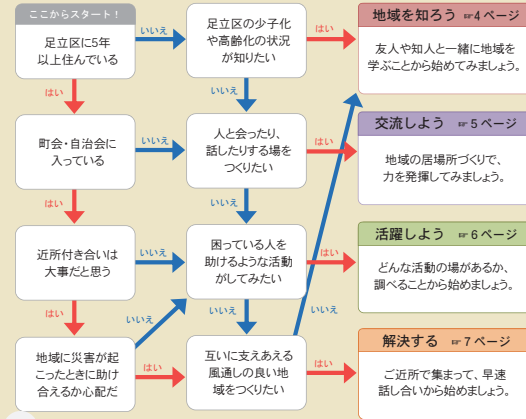 ここからスタート！
足立区に5年
以上住んでいる
はい
いいえ
町会・自治会に
入っている
はい
いいえ
近所付き合いは
大事だと思う
はい
いいえ
地域に災害が起
こったときに助け
合えるか心配だ
はい
いいえ
足立区の少子化
や高齢化の状況
が知りたい
はい
いいえ
人と会ったり、
話したりする場を
つくりたい
はい
いいえ
困っている人を
助けるような活動
がしてみたい
はい
いいえ
互いに支えあえる
風通しの良い地
域をつくりたい
はい
いいえ
地域を知ろう ☞4ページ
友人や知人と一緒に地域を
学ぶことから始めてみましょう。
交流しよう ☞5ページ
地域の居場所づくりで、
力を発揮してみましょう。
活躍しよう ☞6ページ
どんな活動の場があるか、
調べることから始めましょう。
解決する ☞7ページ
ご近所で集まって、早速
話し合いから始めましょう。